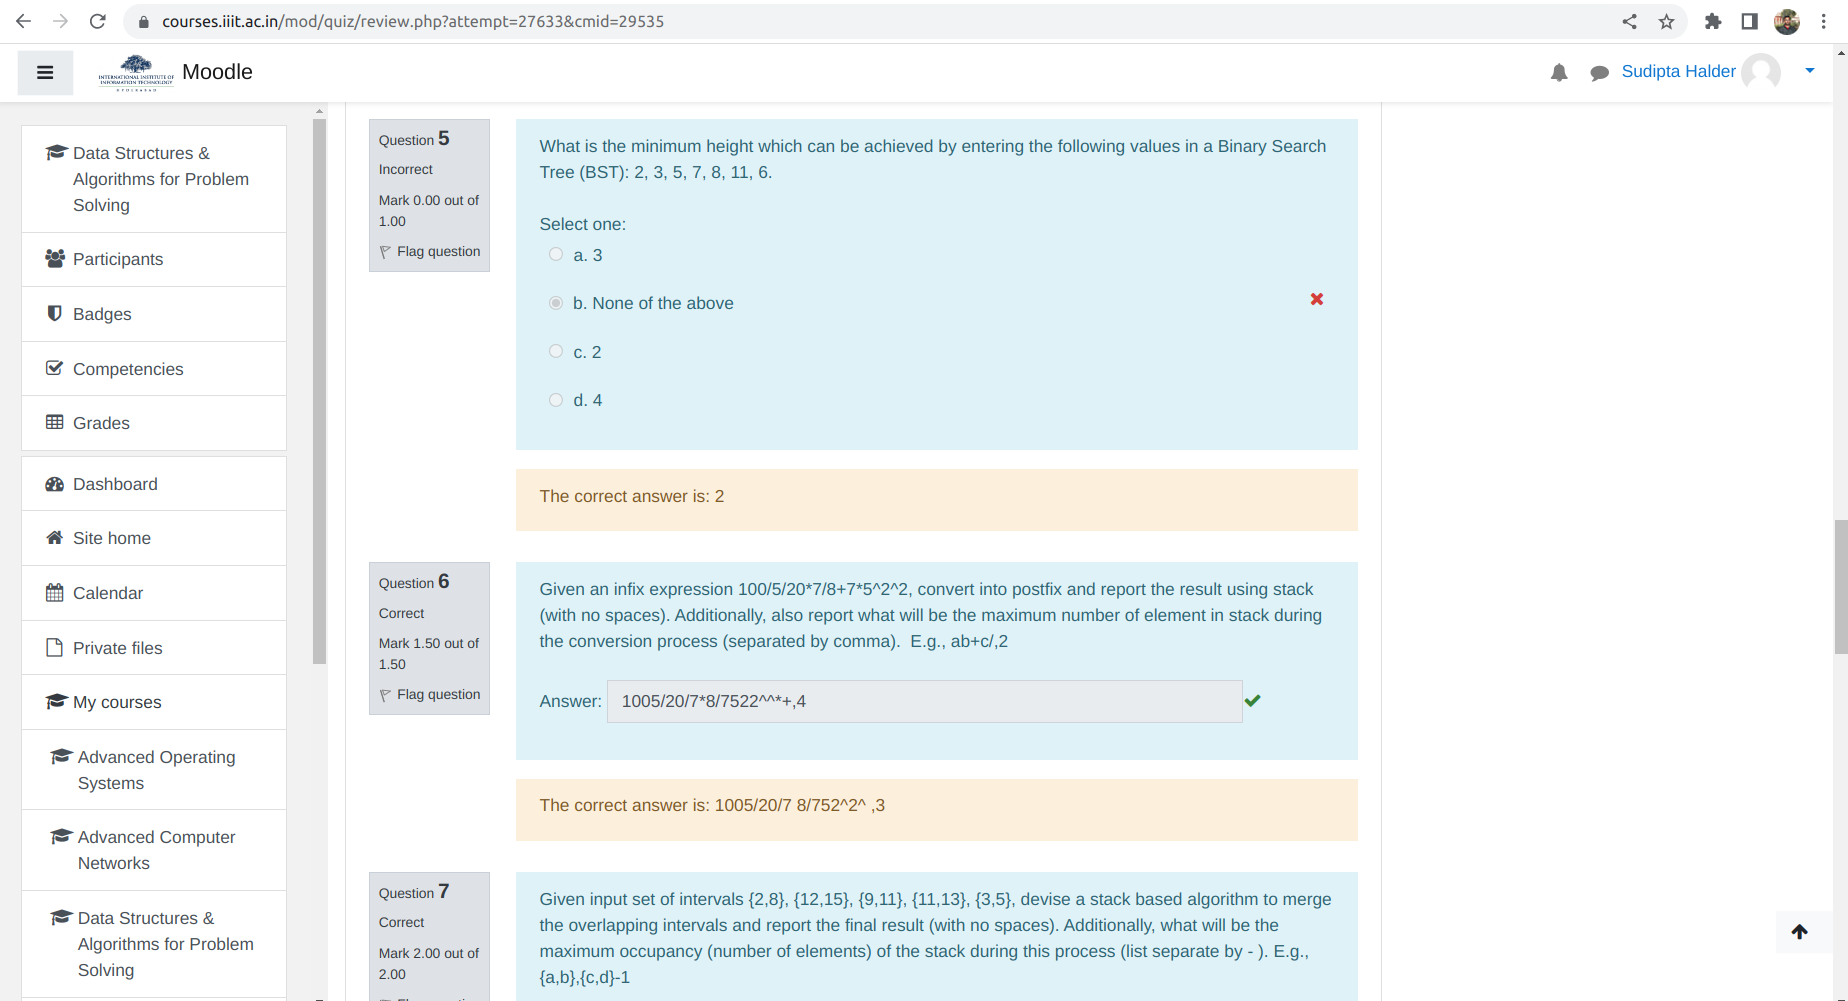 courses.iiit.ac.in/mod/quiz/review.php?attempt=27633&cmid=29535
INTERNATIONAL INSTITUTE OF
INFORMATION TECHNOLOGY
HYDERABAD
Moodle
Sudipta Halder
Data Structures &
Algorithms for Problem
Solving
Participants
Badges
Competencies
Grades
Dashboard
Site home
Calendar
Private files
My courses
Advanced Operating
Systems
Advanced Computer
Networks
Data Structures &
Algorithms for Problem
Solving
Question 5
Incorrect
Mark 0.00 out of
1.00
Flag question
What is the minimum height which can be achieved by entering the following values in a Binary Search
Tree (BST): 2, 3, 5, 7, 8, 11, 6.
Select one:
a. 3
b. None of the above
c. 2
d. 4
The correct answer is: 2
Question 6
Correct
Mark 1.50 out of
1.50
Flag question
Given an infix expression 100/5/20*7/8+7*5^2^2, convert into postfix and report the result using stack
(with no spaces). Additionally, also report what will be the maximum number of element in stack during
the conversion process (separated by comma).  E.g., ab+c/,2
Answer: 1005/20/7*8/7522^^*+,4
The correct answer is: 1005/20/7 8/752^2^ ,3
Question 7
Correct
Mark 2.00 out of
2.00
Given input set of intervals {2,8}, {12,15}, {9,11}, {11,13}, {3,5}, devise a stack based algorithm to merge
the overlapping intervals and report the final result (with no spaces). Additionally, what will be the
maximum occupancy (number of elements) of the stack during this process (list separate by - ). E.g.,
{a,b},{c,d}-1